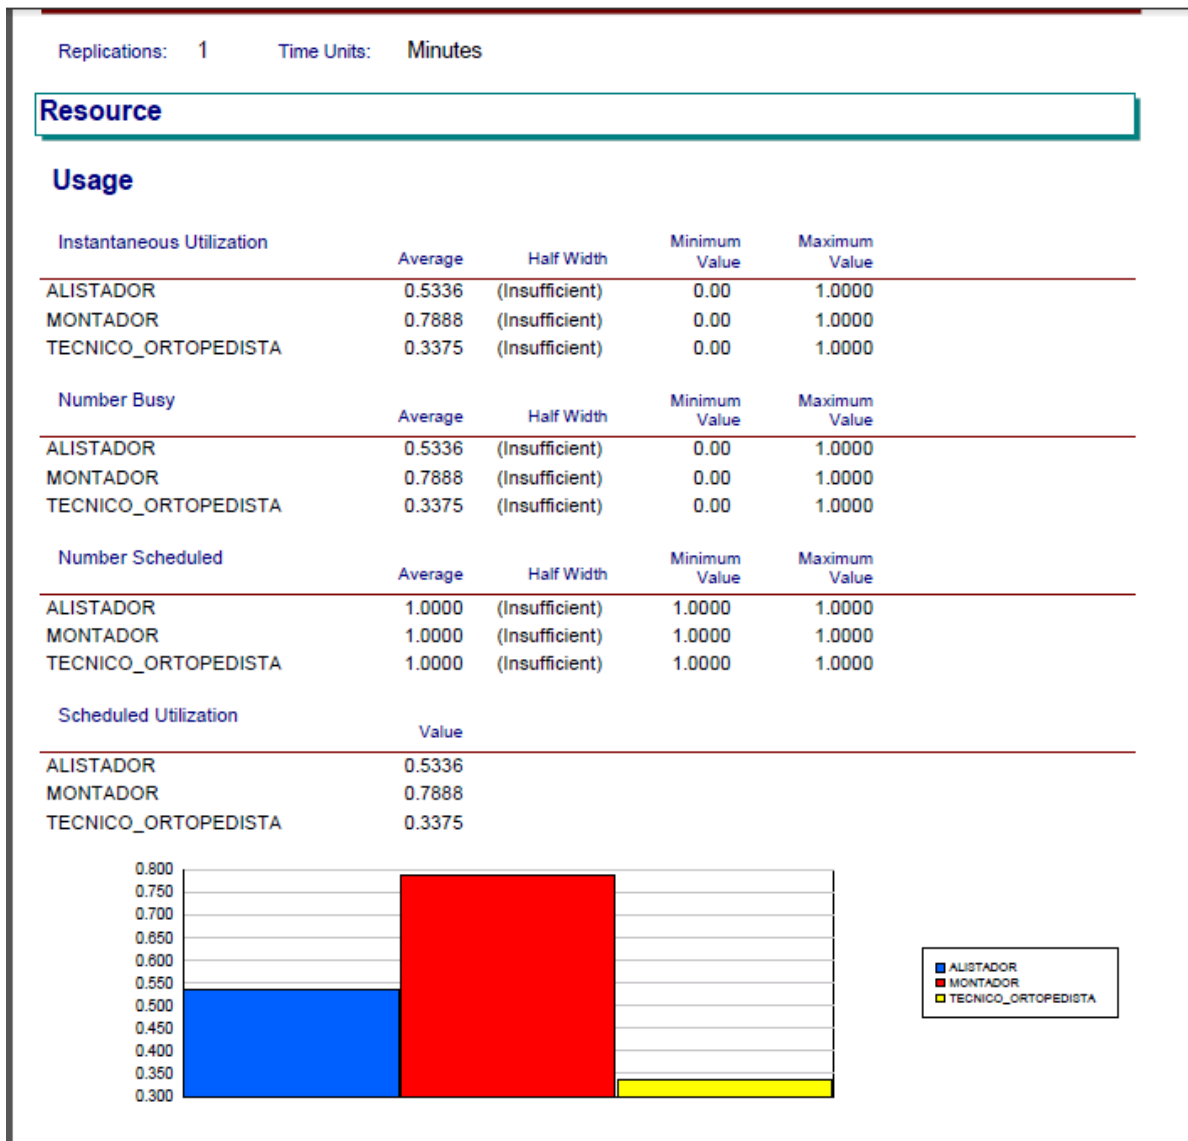 Replications: 1 Time Units: Minutes
Resource
Usage
Instantaneous Utilization Average Half Width Minimum Value Maximum Value
ALISTADOR 0.5336 (Insufficient) 0.00 1.0000
MONTADOR 0.7888 (Insufficient) 0.00 1.0000
TECNICO_ORTOPEDISTA 0.3375 (Insufficient) 0.00 1.0000
Number Busy Average Half Width Minimum Value Maximum Value
ALISTADOR 0.5336 (Insufficient) 0.00 1.0000
MONTADOR 0.7888 (Insufficient) 0.00 1.0000
TECNICO_ORTOPEDISTA 0.3375 (Insufficient) 0.00 1.0000
Number Scheduled Average Half Width Minimum Value Maximum Value
ALISTADOR 1.0000 (Insufficient) 1.0000 1.0000
MONTADOR 1.0000 (Insufficient) 1.0000 1.0000
TECNICO_ORTOPEDISTA 1.0000 (Insufficient) 1.0000 1.0000
Scheduled Utilization Value
ALISTADOR 0.5336
MONTADOR 0.7888
TECNICO_ORTOPEDISTA 0.3375
0.800
0.750
0.700
0.650
0.600
0.550
0.500
0.450
0.400
0.350
0.300
ALISTADOR
MONTADOR
TECNICO_ORTOPEDISTA